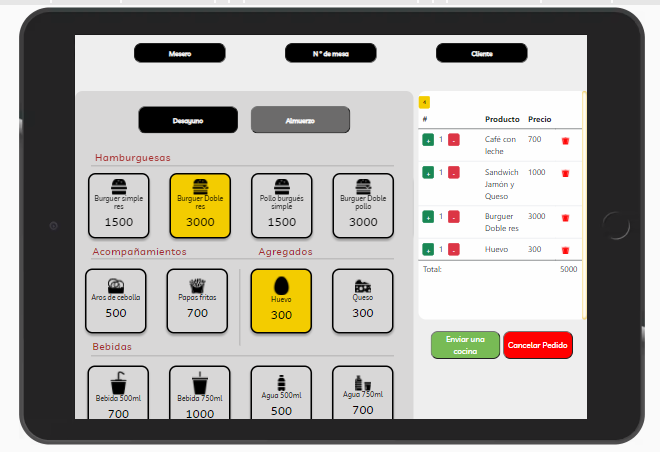 Mesero
N° de mesa
Cliente
Desayuno
Almuerzo
Hamburguesas
Burguer simple
res
1500
Burguer Doble
res
3000
Pollo burgués
simple
1500
Burguer Doble
pollo
3000
Acompañamientos
Agregados
Aros de cebolla
500
Papas fritas
700
Huevo
300
Queso
300
Bebidas
Bebida 500ml
700
Bebida 750ml
1000
Agua 500ml
500
Agua 750ml
700
4
# Producto Precio
+ 1 - Café con 700
leche
+ 1 - Sandwich 1000
Jamón y
Queso
+ 1 - Burguer 3000
Doble res
+ 1 - Huevo 300
Total: 5000
Enviar una
cocina
Cancelar Pedido